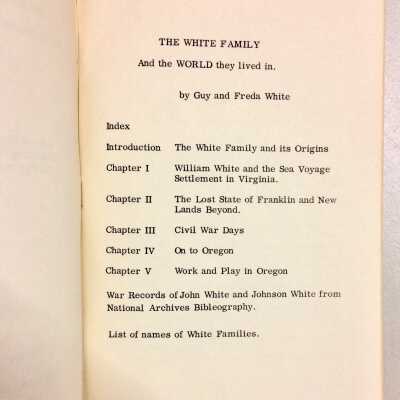 THE WHITE FAMILY
And the WORLD they lived in.
by Guy and Freda White
Index
Introduction The White Family and its Origins
Chapter I William White and the Sea Voyage
Settlement in Virginia.
Chapter II The Lost State of Franklin and New
Lands Beyond.
Chapter III Civil War Days
Chapter IV On to Oregon
Chapter V Work and Play in Oregon
War Records of John White and Johnson White from
National Archives Bibleography.
List of names of White Families.